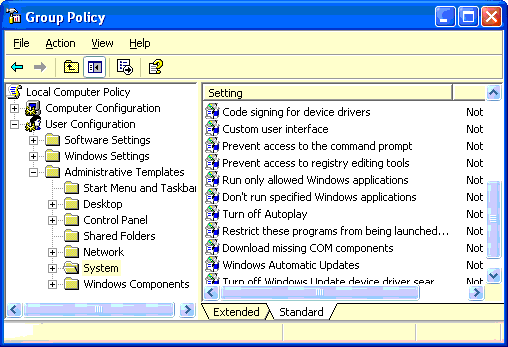 Group Policy
File Action View Help
Local Computer Policy
Computer Configuration
User Configuration
Software Settings
Windows Settings
Administrative Templates
Start Menu and Taskbar
Desktop
Control Panel
Shared Folders
Network
System
Windows Components
Setting
Code signing for device drivers Not
Custom user interface Not
Prevent access to the command prompt Not
Prevent access to registry editing tools Not
Run only allowed Windows applications Not
Don't run specified Windows applications Not
Turn off Autoplay Not
Restrict these programs from being launched... Not
Download missing COM components Not
Windows Automatic Updates Not
Turn off Windows Update device driver sear Not
Extended Standard